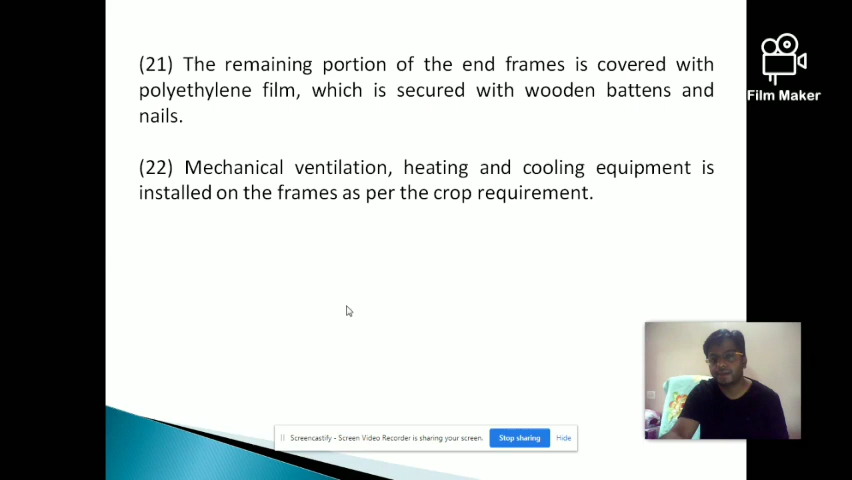 (21) The remaining portion of the end frames is covered with
polyethylene film, which is secured with wooden battens and
nails.
(22) Mechanical ventilation, heating and cooling equipment is
installed on the frames as per the crop requirement.
Film Maker
Screencastify - Screen Video Recorder is sharing your screen. Stop sharing Hide